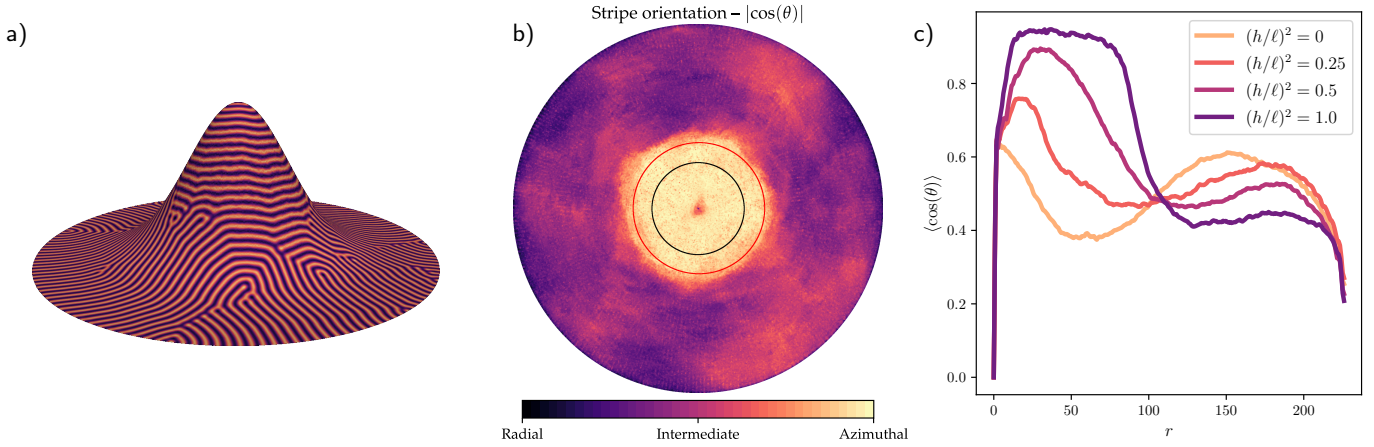 a)
b)
Stripe orientation – |cos(θ)|
Radial
Intermediate
Azimuthal
c)
(h/ℓ)² = 0
(h/ℓ)² = 0.25
(h/ℓ)² = 0.5
(h/ℓ)² = 1.0
⟨cos(θ)⟩
0.8
0.6
0.4
0.2
0.0
0 50 100 150 200
r